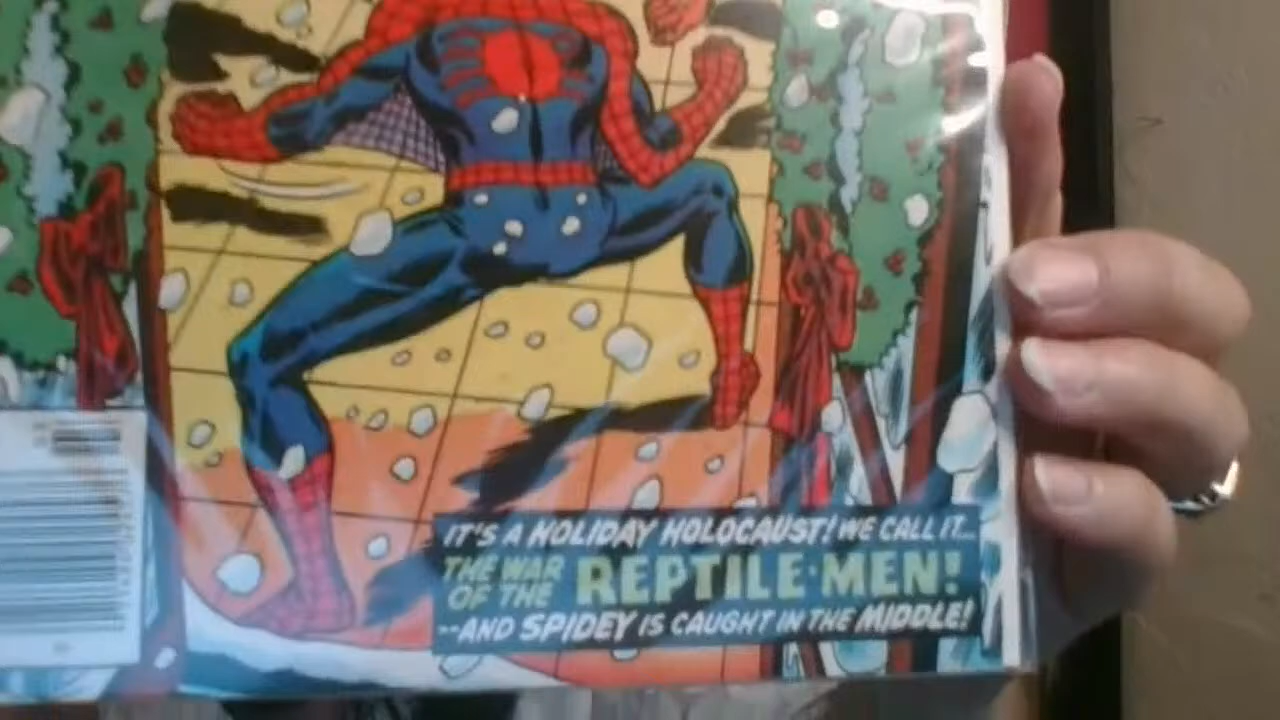 IT'S A HOLIDAY HOLOCAUST! WE CALL IT...
THE WAR OF THE REPTILE-MEN!
--AND SPIDEY IS CAUGHT IN THE MIDDLE!